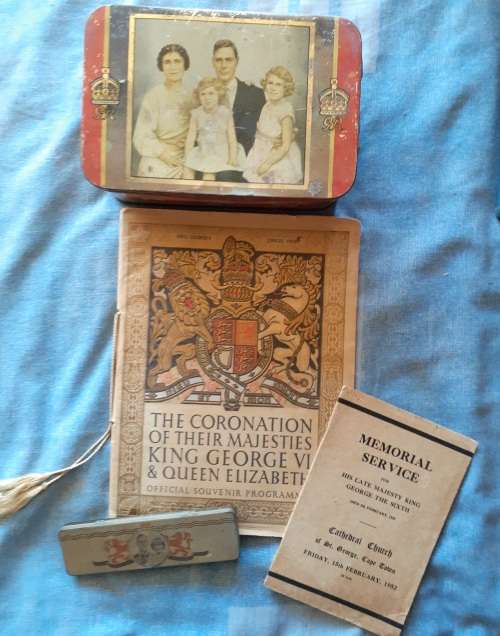 THE CORONATION
OF THEIR MAJESTIES
KING GEORGE VI
& QUEEN ELIZABETH
OFFICIAL SOUVENIR PROGRAMME
MEMORIAL
SERVICE
FOR
HIS LATE MAJESTY KING
GEORGE THE SIXTH
Cathedral Church
of St. George, Cape Town
FRIDAY, 15th FEBRUARY, 1952